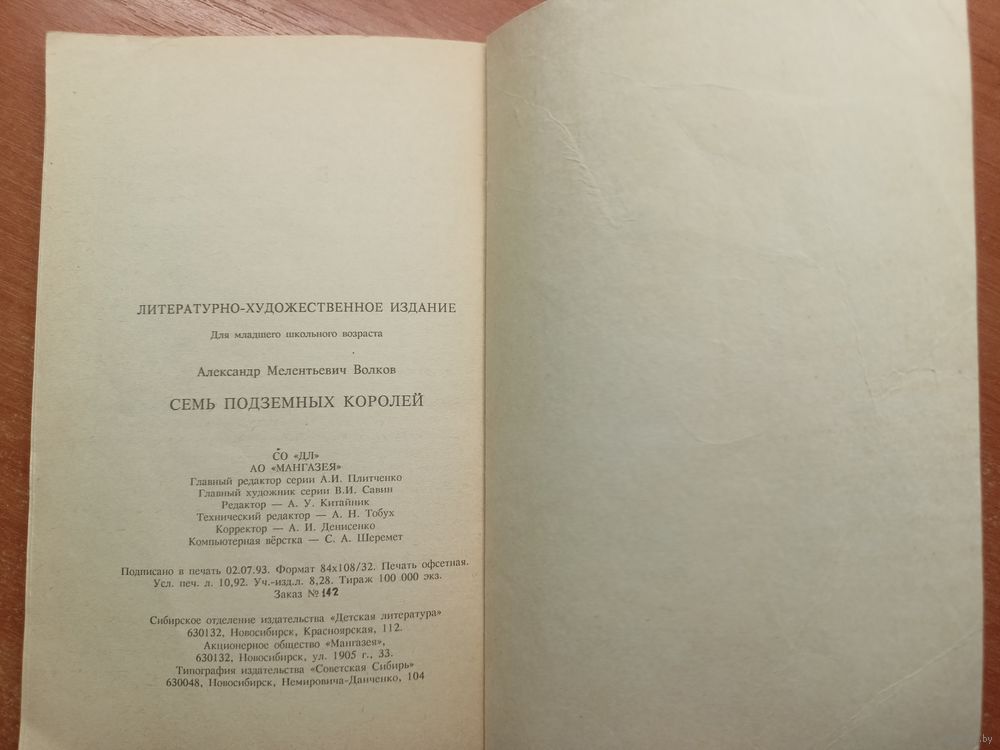 ЛИТЕРАТУРНО-ХУДОЖЕСТВЕННОЕ ИЗДАНИЕ
Для младшего школьного возраста
Александр Мелентьевич Волков
СЕМЬ ПОДЗЕМНЫХ КОРОЛЕЙ
СО «ДЛ»
АО «МАНГАЗЕЯ»
Главный редактор серии А.И. Плитченко
Главный художник серии В.И. Савин
Редактор — А. У. Китайник
Технический редактор — А. Н. Тобух
Корректор — А. И. Денисенко
Компьютерная вёрстка — С. А. Шеремет
Подписано в печать 02.07.93. Формат 84х108/32. Печать офсетная.
Усл. печ. л. 10,92. Уч.-изд.л. 8,28. Тираж 100 000 экз.
Заказ № 142
Сибирское отделение издательства «Детская литература»
630132, Новосибирск, Красноярская, 112.
Акционерное общество «Мангазея»,
630132, Новосибирск, ул. 1905 г., 33.
Типография издательства «Советская Сибирь»
630048, Новосибирск, Немировича-Данченко, 104